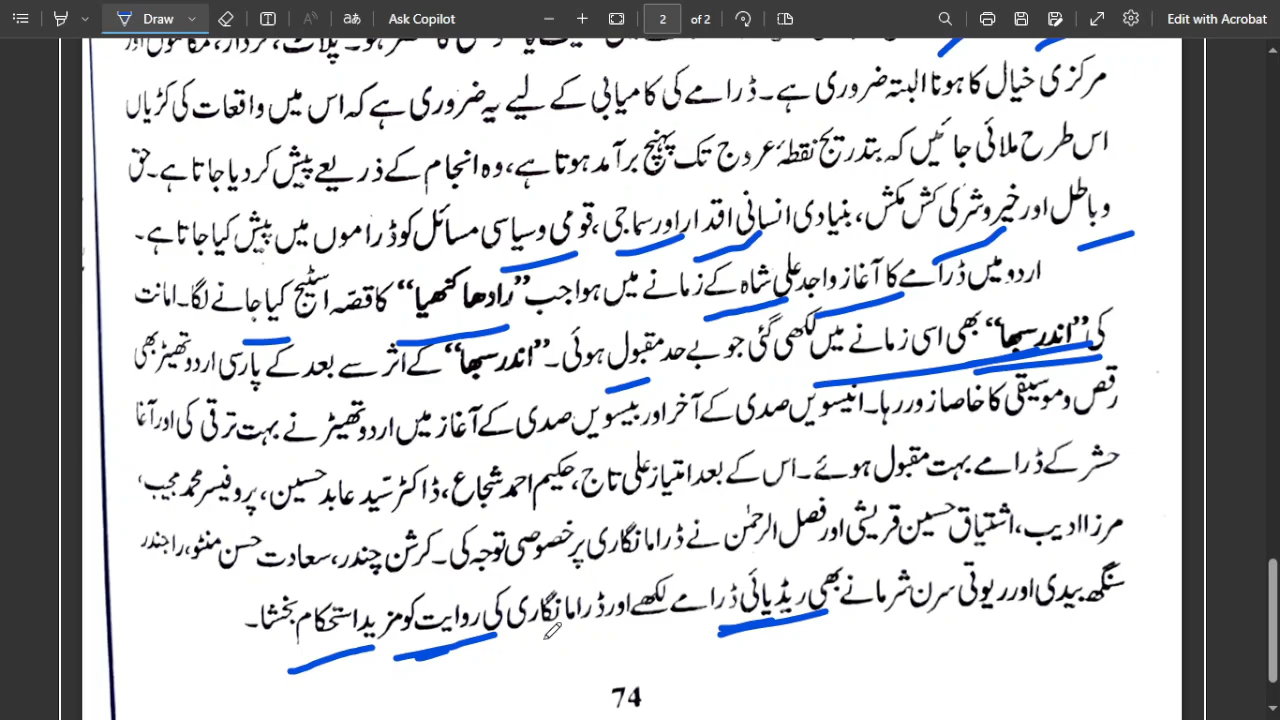 Draw
Ask Copilot
2 of 2
Edit with Acrobat
مرکزی خیال کا ہونا البتہ ضروری ہے۔ ڈرامے کی کامیابی کے لیے یہ ضروری ہے کہ اس میں واقعات کی کڑیاں
اس طرح ملائی جائیں کہ بتدریج نقطۂ عروج تک پہنچ برآمد ہوتا ہے، وہ انجام کے ذریعے پیش کر دیا جاتا ہے۔ حق
و باطل اور خیر و شر کی کش مکش، بنیادی انسانی اقدار اور سماجی، قومی و سیاسی مسائل کو ڈراموں میں پیش کیا جاتا ہے۔
اردو میں ڈرامے کا آغاز واجد علی شاہ کے زمانے میں ہوا جب ”رادھا کنھیا“ کا قصّہ اسٹیج کیا جانے لگا۔ امانت
کی ”اندر سبھا“ بھی اسی زمانے میں لکھی گئی جو بے حد مقبول ہوئی۔ ”اندر سبھا“ کے اثر سے بعد کے پارسی اردو تھیٹر بھی
رقص و موسیقی کا خاصا زور رہا۔ انیسویں صدی کے آخر اور بیسویں صدی کے آغاز میں اردو تھیٹر نے بہت ترقی کی اور آغا
حشر کے ڈرامے بہت مقبول ہوئے۔ اس کے بعد امتیاز علی تاج، حکیم احمد شجاع، ڈاکٹر سیّد عابد حسین، پروفیسر محمد مجیب،
مرزا ادیب، اشتیاق حسین قریشی اور فصل الرحمٰن نے ڈراما نگاری پر خصوصی توجہ کی۔ کرشن چندر، سعادت حسن منٹو، راجندر
سنگھ بیدی اور ریوتی سرن شرما نے بھی ریڈیائی ڈرامے لکھے اور ڈراما نگاری کی روایت کو مزید استحکام بخشا۔
74